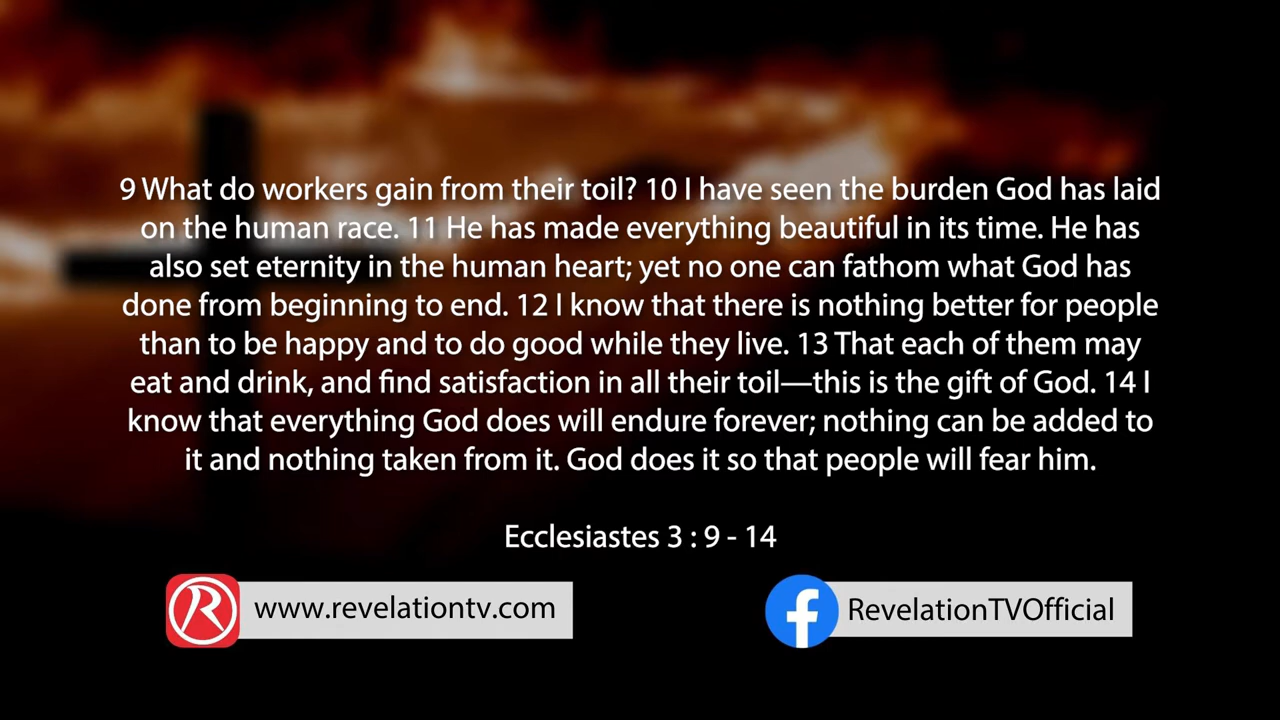 9 What do workers gain from their toil? 10 I have seen the burden God has laid
on the human race. 11 He has made everything beautiful in its time. He has
also set eternity in the human heart; yet no one can fathom what God has
done from beginning to end. 12 I know that there is nothing better for people
than to be happy and to do good while they live. 13 That each of them may
eat and drink, and find satisfaction in all their toil—this is the gift of God. 14 I
know that everything God does will endure forever; nothing can be added to
it and nothing taken from it. God does it so that people will fear him.
Ecclesiastes 3 : 9 - 14
R www.revelationtv.com
f RevelationTVOfficial